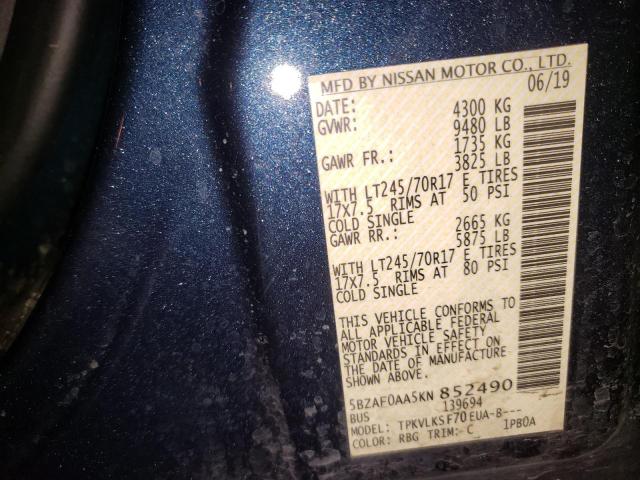 MFD BY NISSAN MOTOR CO., LTD.
DATE: 06/19
GVWR: 4300 KG
9480 LB
GAWR FR.: 1735 KG
3825 LB
WITH LT245/70R17 E TIRES
17X7.5 RIMS AT 50 PSI
COLD SINGLE
GAWR RR.: 2665 KG
5875 LB
WITH LT245/70R17 E TIRES
17X7.5 RIMS AT 80 PSI
COLD SINGLE
THIS VEHICLE CONFORMS TO
ALL APPLICABLE FEDERAL
MOTOR VEHICLE SAFETY
STANDARDS IN EFFECT ON
THE DATE OF MANUFACTURE
SHOWN ABOVE.
5BZAF0AA5KN 852490
BUS 139694
MODEL: TPKVLKSF70EUA-B---
COLOR: RBG TRIM:-C 1PB0A